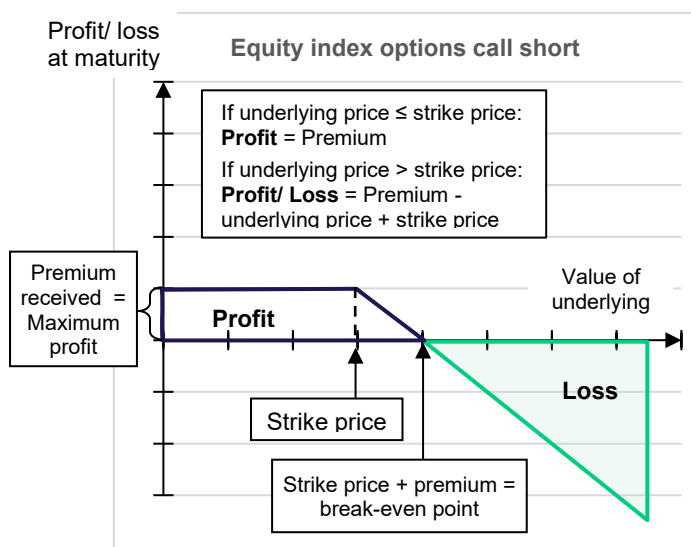 Profit/ loss
at maturity
Equity index options call short
If underlying price ≤ strike price:
Profit = Premium
If underlying price > strike price:
Profit/ Loss = Premium -
underlying price + strike price
Premium
received =
Maximum
profit
Profit
Value of
underlying
Loss
Strike price
Strike price + premium =
break-even point